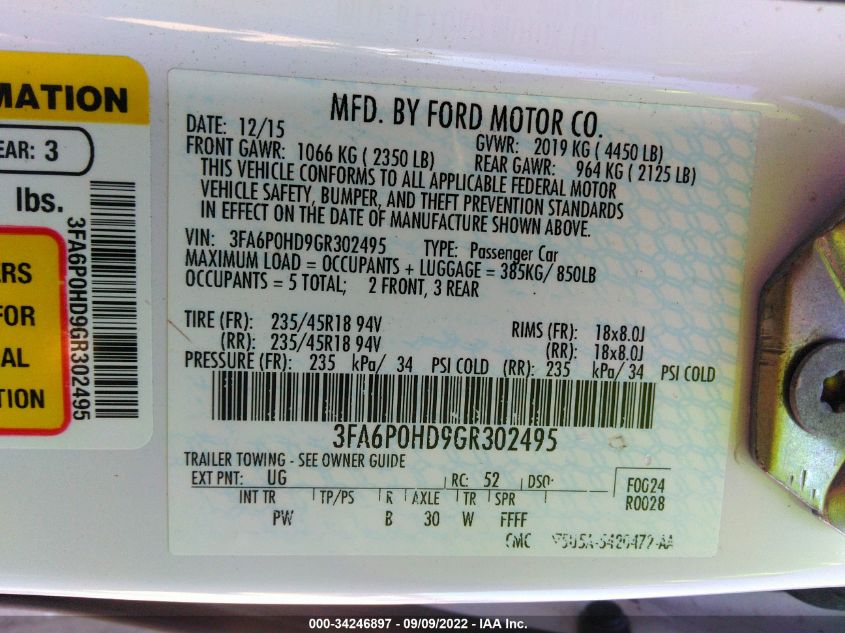 MATION
EAR: 3
lbs.
3FA6P0HD9GR302495
ERS
FOR
AL
TION
MFD. BY FORD MOTOR CO.
DATE: 12/15
GVWR: 2019 KG ( 4450 LB)
FRONT GAWR: 1066 KG ( 2350 LB)
REAR GAWR: 964 KG ( 2125 LB)
THIS VEHICLE CONFORMS TO ALL APPLICABLE FEDERAL MOTOR
VEHICLE SAFETY, BUMPER, AND THEFT PREVENTION STANDARDS
IN EFFECT ON THE DATE OF MANUFACTURE SHOWN ABOVE.
VIN: 3FA6P0HD9GR302495 TYPE: Passenger Car
MAXIMUM LOAD = OCCUPANTS + LUGGAGE = 385KG/ 850LB
OCCUPANTS = 5 TOTAL; 2 FRONT, 3 REAR
TIRE (FR): 235/45R18 94V RIMS (FR): 18x8.0J
(RR): 235/45R18 94V (RR): 18x8.0J
PRESSURE (FR): 235 kPa/ 34 PSI COLD (RR): 235 kPa/ 34 PSI COLD
3FA6P0HD9GR302495
TRAILER TOWING - SEE OWNER GUIDE
EXT PNT: UG RC: 52 DSO: F0024
INT TR TP/PS R AXLE TR SPR R0028
PW B 30 W FFFF
000-34246897 - 09/09/2022 - IAA Inc.